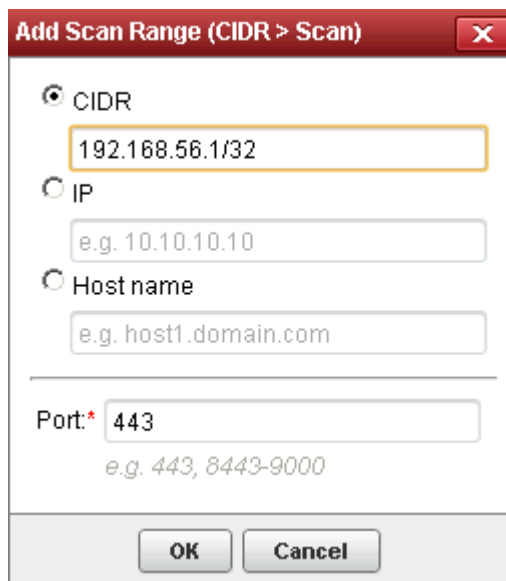 Add Scan Range (CIDR > Scan)
CIDR
192.168.56.1/32
IP
e.g. 10.10.10.10
Host name
e.g. host1.domain.com
Port:* 443
e.g. 443, 8443-9000
OK Cancel